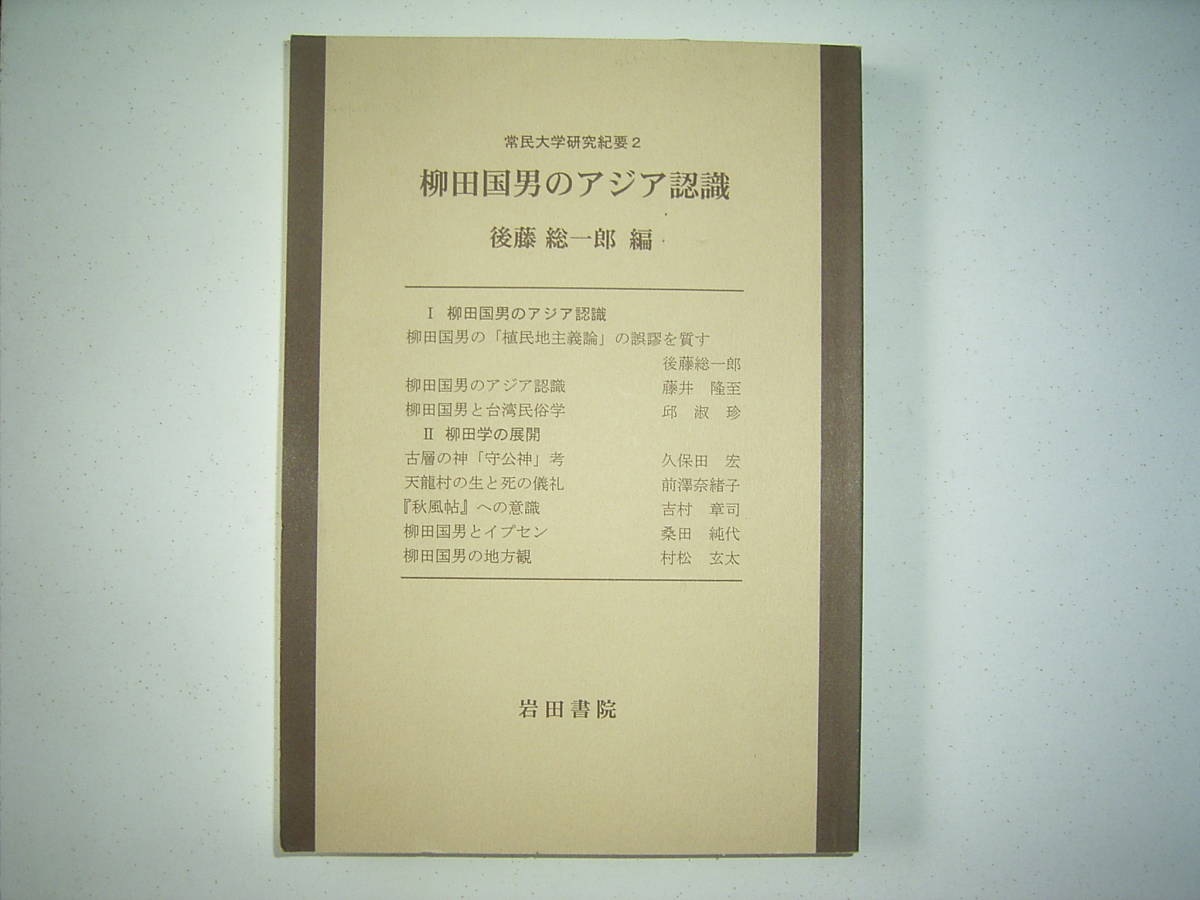 常民大学研究紀要2
柳田国男のアジア認識
後藤 総一郎 編
Ⅰ 柳田国男のアジア認識
柳田国男の「植民地主義論」の誤謬を質す
後藤総一郎
柳田国男のアジア認識 藤井 隆至
柳田国男と台湾民俗学 邱 淑 珍
Ⅱ 柳田学の展開
古層の神「守公神」考 久保田 宏
天龍村の生と死の儀礼 前澤奈緒子
『秋風帖』への意識 吉村 章司
柳田国男とイプセン 桑田 純代
柳田国男の地方観 村松 玄太
岩田書院